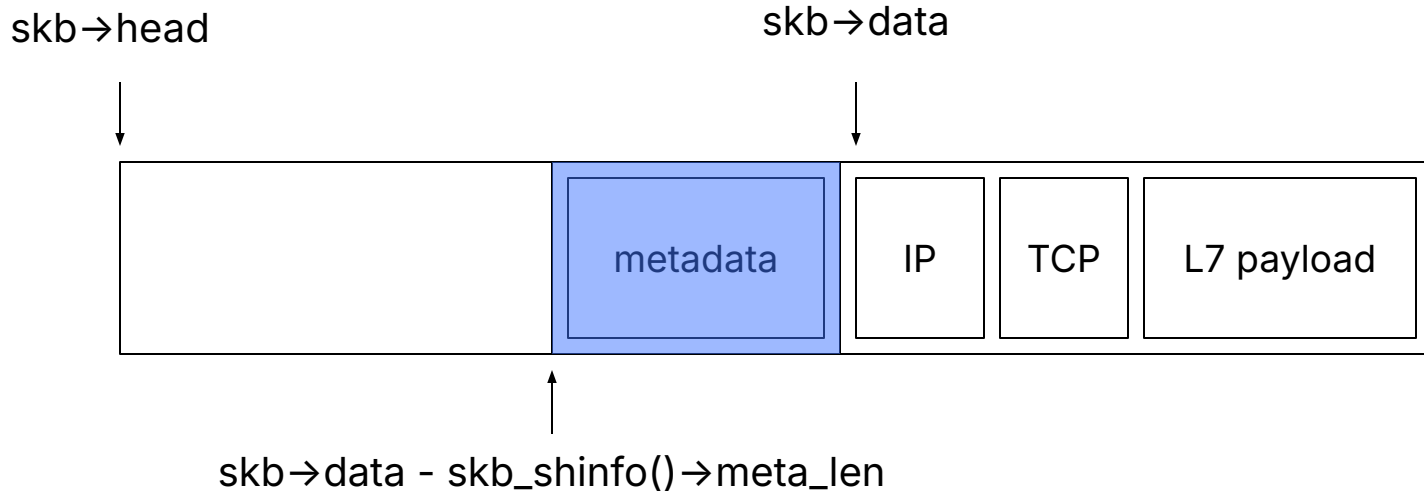 skb→head
skb→data
metadata
IP
TCP
L7 payload
skb→data - skb_shinfo()→meta_len